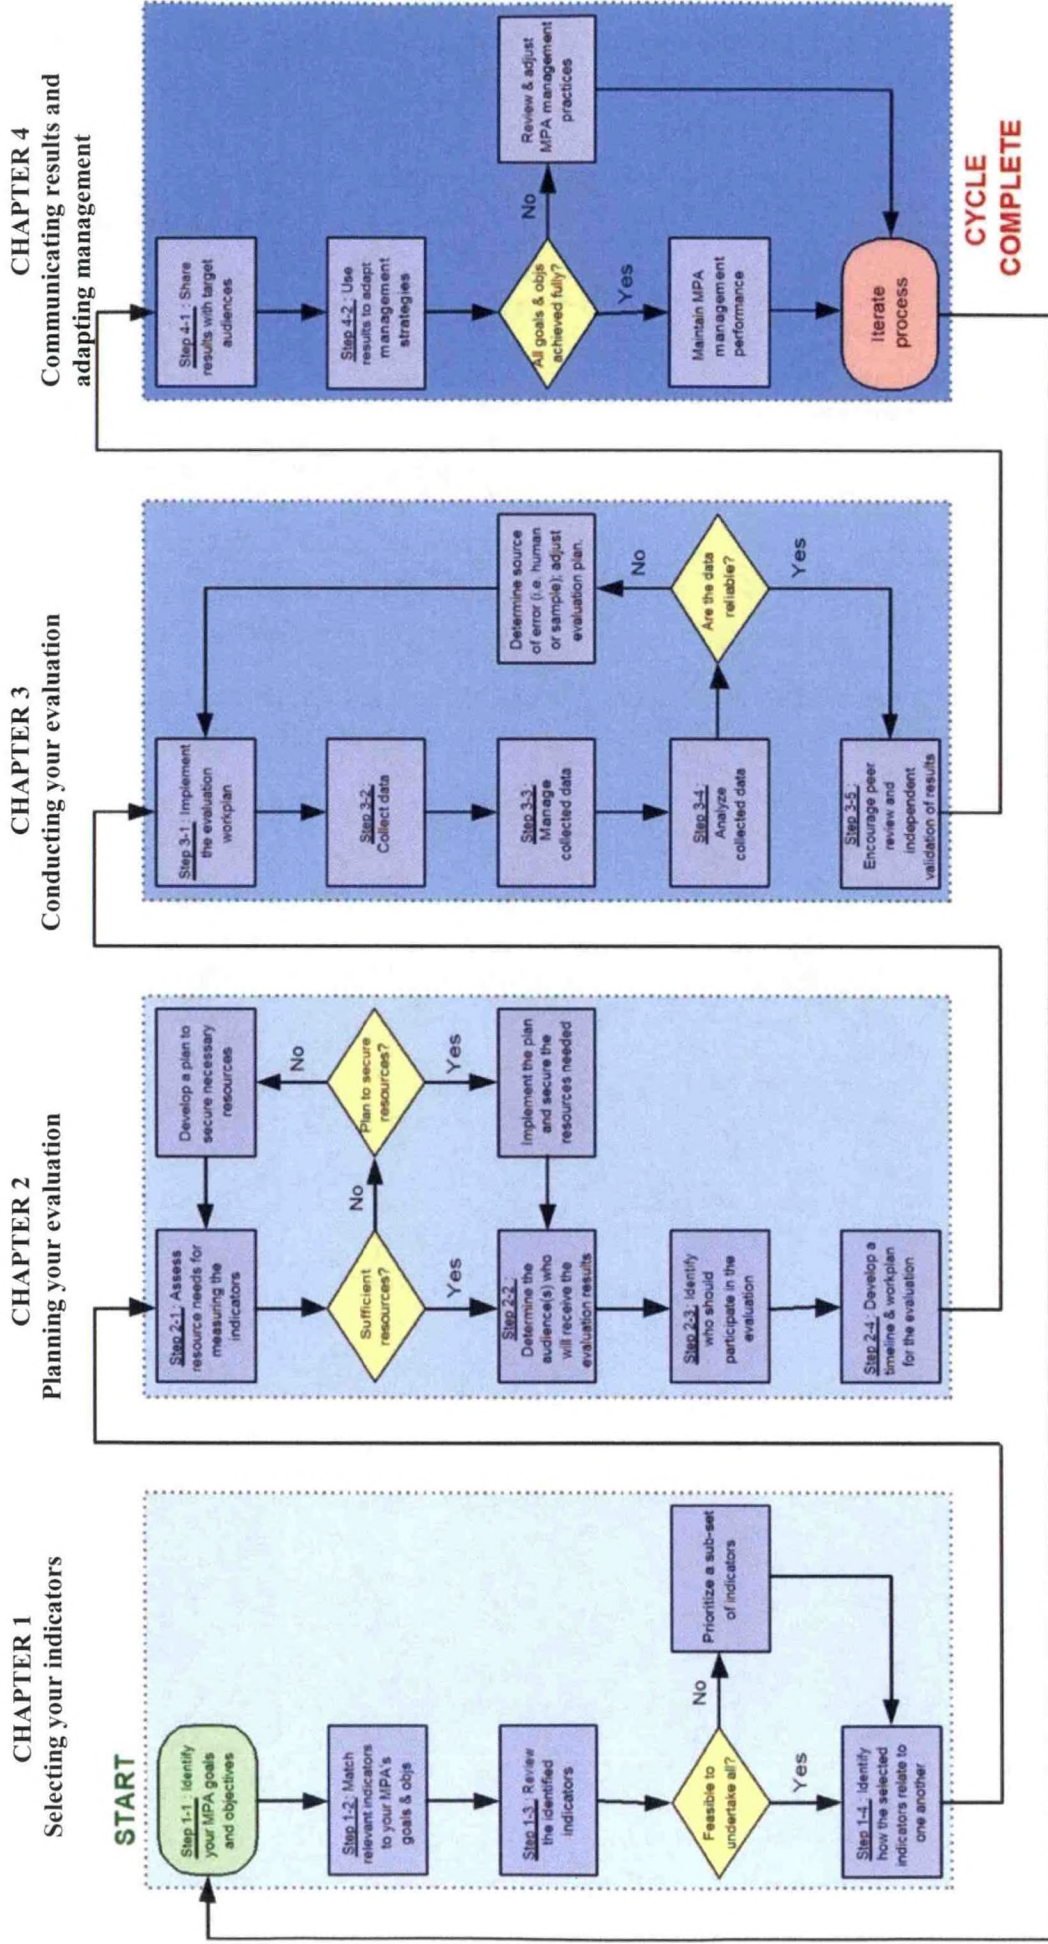 CHAPTER 1
Selecting your indicators
START
Step 1-1 : Identify
your MPA goals
and objectives
Step 1-2: Match
relevant indicators
to your MPA's
goals & objs
Step 1-3 : Review
the identified
indicators
Feasible to
undertake all?
No
Prioritize a sub-set
of indicators
Yes
Step 1-4 : Identify
how the selected
indicators relate to
one another
CHAPTER 2
Planning your evaluation
Step 2-1 : Assess
resource needs for
measuring the
indicators
Develop a plan to
secure necessary
resources
Sufficient
resources?
No
Plan to secure
resources?
No
Yes
Yes
Step 2-2 :
Determine the
audience(s) who
will receive the
evaluation results
Implement the plan
and secure the
resources needed
Step 2-3 : Identify
who should
participate in the
evaluation
Step 2-4 : Develop a
timeline & workplan
for the evaluation
CHAPTER 3
Conducting your evaluation
Step 3-1 : Implement
the evaluation
workplan
Step 3-2 :
Collect data
Step 3-3 :
Manage
collected data
Determine source
of error (i.e. human
or sample); adjust
evaluation plan.
No
Step 3-4 :
Analyze
collected data
Are the data
reliable?
Yes
Step 3-5 :
Encourage peer
review and
independent
validation of results
CHAPTER 4
Communicating results and
adapting management
Step 4-1 : Share
results with target
audiences
Step 4-2 : Use
results to adapt
management
strategies
All goals & objs
achieved fully?
No
Review & adjust
MPA management
practices
Yes
Maintain MPA
management
performance
Iterate
process
CYCLE
COMPLETE